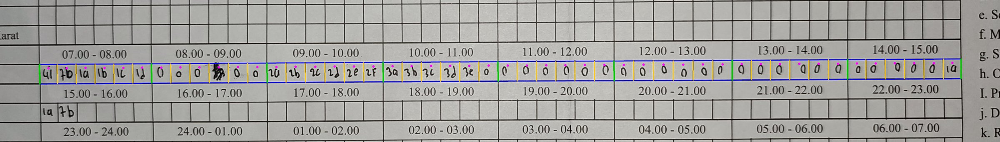 e. S
arat f. M
07.00 - 08.00 08.00 - 09.00 09.00 - 10.00 10.00 - 11.00 11.00 - 12.00 12.00 - 13.00 13.00 - 14.00 14.00 - 15.00 g. S
41 7b 1a 1b 1c 1d 0 0 0 0 0 2a 2b 2c 2d 2e 2f 3a 3b 3c 3d 3e 0 0 0 0 0 0 0 0 0 0 0 0 0 0 0 0 0 0 0 0 0 0 0 0 1a h. O
15.00 - 16.00 16.00 - 17.00 17.00 - 18.00 18.00 - 19.00 19.00 - 20.00 20.00 - 21.00 21.00 - 22.00 22.00 - 23.00 I. P
1a 7b j. D
23.00 - 24.00 24.00 - 01.00 01.00 - 02.00 02.00 - 03.00 03.00 - 04.00 04.00 - 05.00 05.00 - 06.00 06.00 - 07.00 k. R